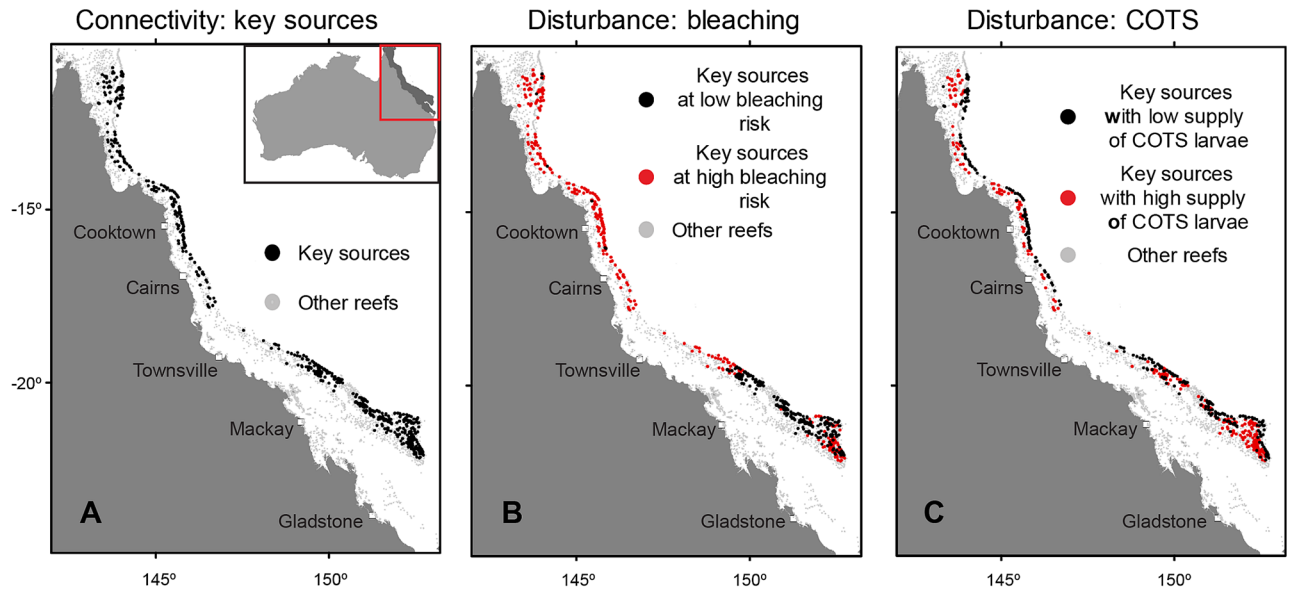 Connectivity: key sources
Disturbance: bleaching
Disturbance: COTS
-15º
-20º
Cooktown
Cairns
Townsville
Mackay
Gladstone
Key sources
Other reefs
A
145º
150º
Key sources
at low bleaching
risk
Key sources
at high bleaching
risk
Other reefs
Cooktown
Cairns
Townsville
Mackay
Gladstone
B
145º
150º
Key sources
with low supply
of COTS larvae
Key sources
with high supply
of COTS larvae
Other reefs
Cooktown
Cairns
Townsville
Mackay
Gladstone
C
145º
150º